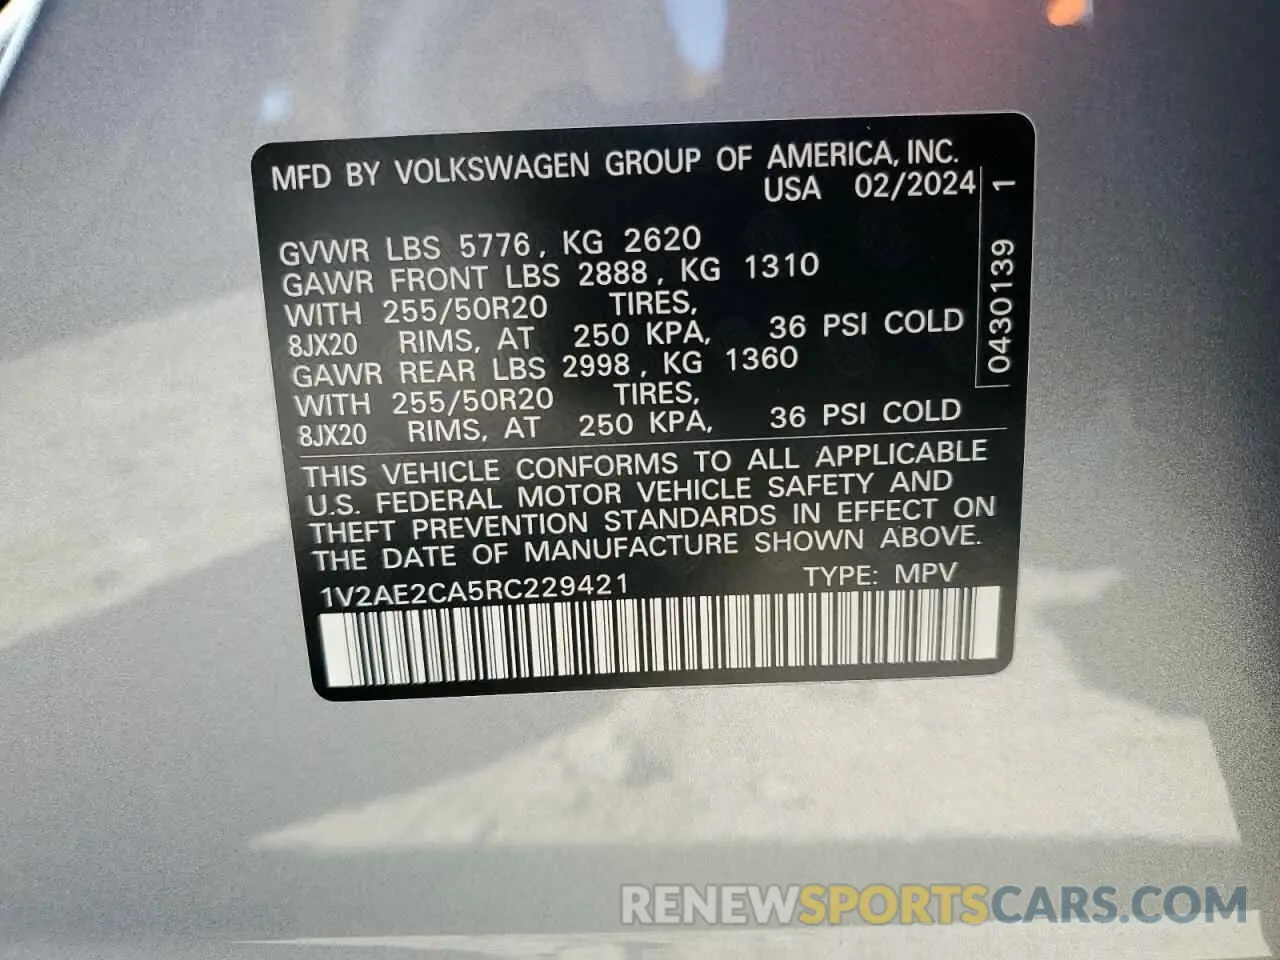 MFD BY VOLKSWAGEN GROUP OF AMERICA, INC.
USA 02/2024
GVWR LBS 5776, KG 2620
GAWR FRONT LBS 2888, KG 1310
WITH 255/50R20 TIRES,
8JX20 RIMS, AT 250 KPA, 36 PSI COLD
GAWR REAR LBS 2998, KG 1360
WITH 255/50R20 TIRES,
8JX20 RIMS, AT 250 KPA, 36 PSI COLD
0430139 1
THIS VEHICLE CONFORMS TO ALL APPLICABLE
U.S. FEDERAL MOTOR VEHICLE SAFETY AND
THEFT PREVENTION STANDARDS IN EFFECT ON
THE DATE OF MANUFACTURE SHOWN ABOVE.
1V2AE2CA5RC229421 TYPE: MPV
RENEWSPORTSCARS.COM